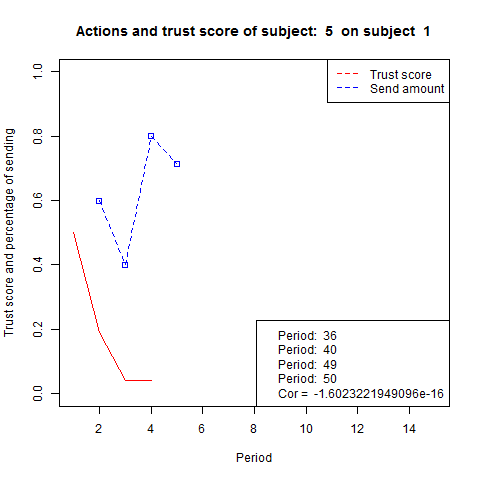 Actions and trust score of subject:  5  on subject  1
Trust score
Send amount
Trust score and percentage of sending
1.0
0.8
0.6
0.4
0.2
0.0
Period:  36
Period:  40
Period:  49
Period:  50
Cor =  -1.6023221949096e-16
2 4 6 8 10 12 14
Period